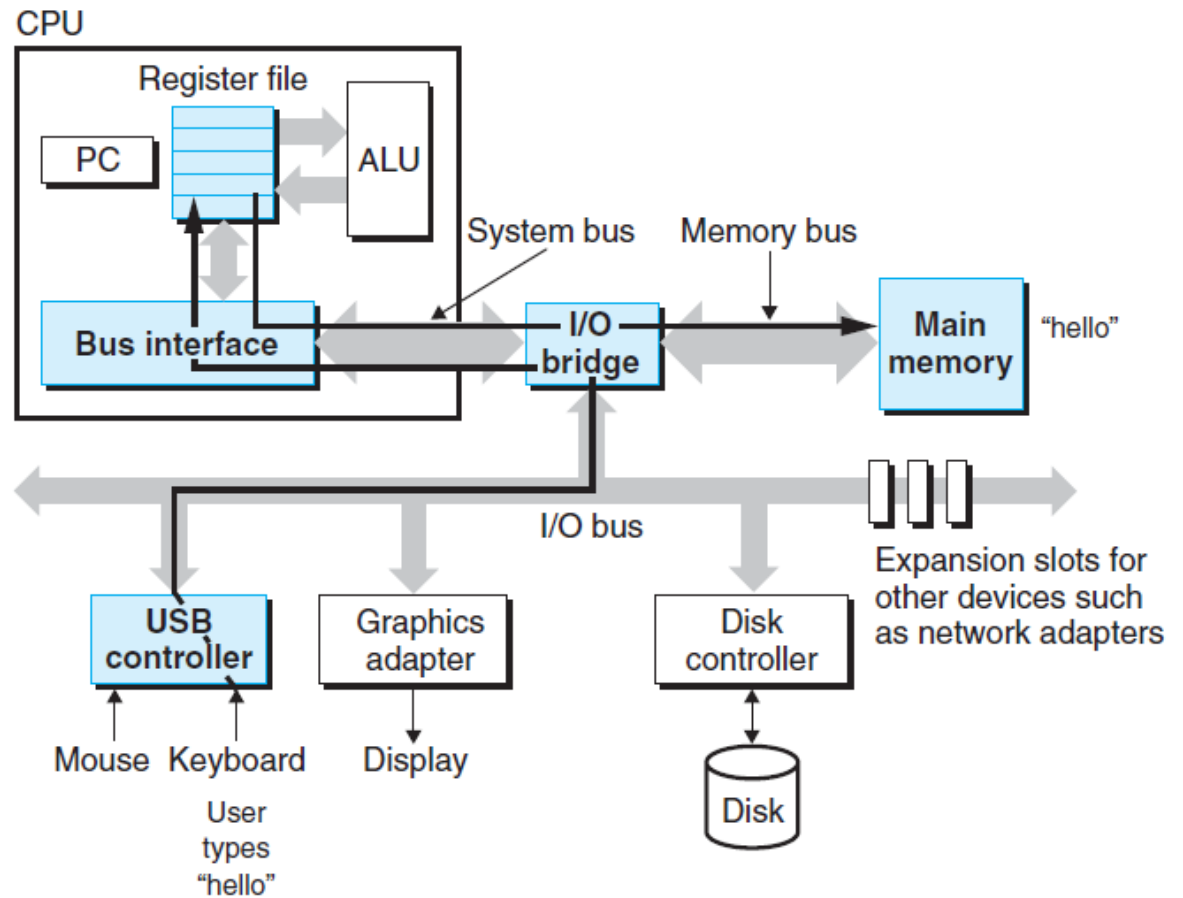 CPU
Register file
PC
ALU
System bus
Memory bus
Bus interface
I/O
bridge
Main
memory
“hello”
I/O bus
Expansion slots for
other devices such
as network adapters
USB
controller
Graphics
adapter
Disk
controller
Mouse
Keyboard
Display
Disk
User
types
“hello”